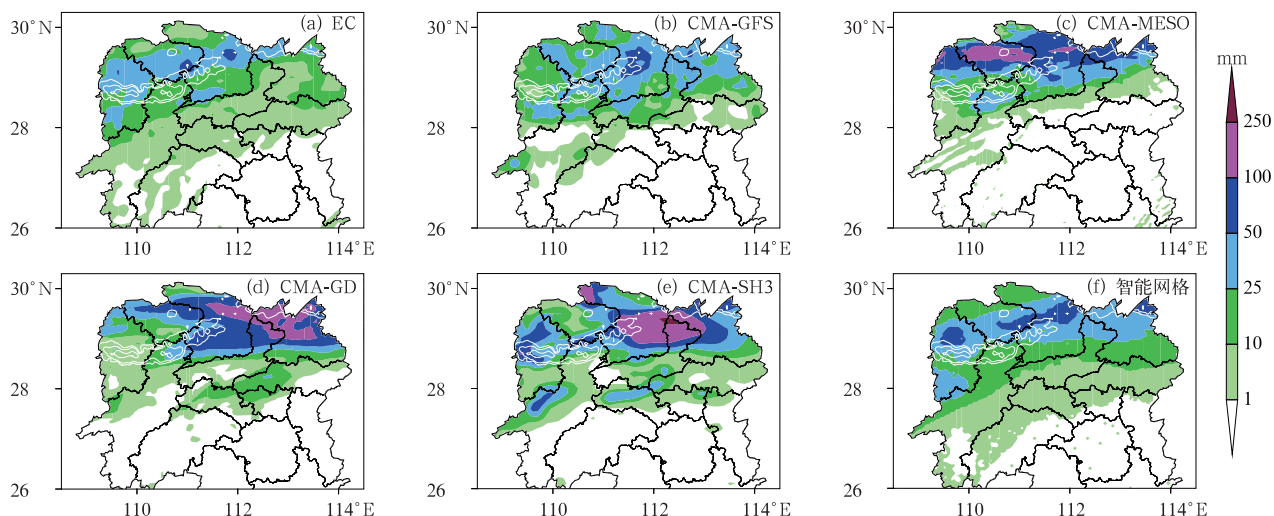 (a) EC
(b) CMA-GFS
(c) CMA-MESO
30°N
28
26
110
112
114°E
30°N
28
26
110
112
114°E
30°N
28
26
110
112
114°E
mm
250
100
50
25
10
1
(d) CMA-GD
(e) CMA-SH3
(f) 智能网格
30°N
28
26
110
112
114°E
30°N
28
26
110
112
114°E
30°N
28
26
110
112
114°E